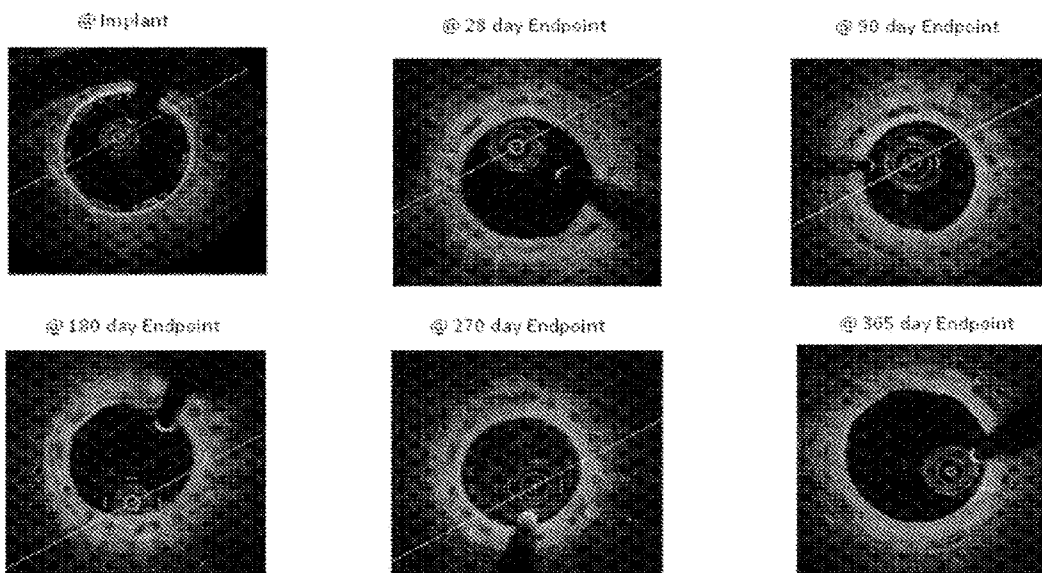 @ Implant
@ 28 day Endpoint
@ 90 day Endpoint
@ 180 day Endpoint
@ 270 day Endpoint
@ 365 day Endpoint